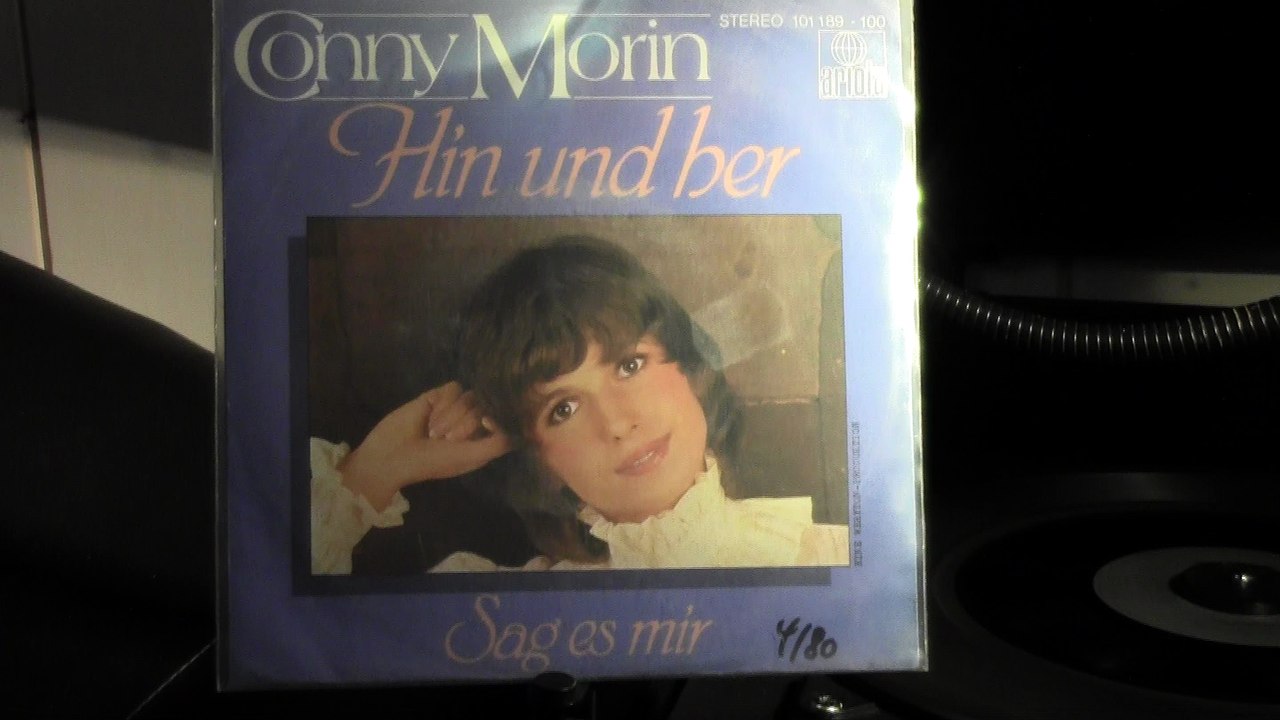 Conny Morin
STEREO 101 189 - 100
ariola
Hin und her
Sag es mir
4/80